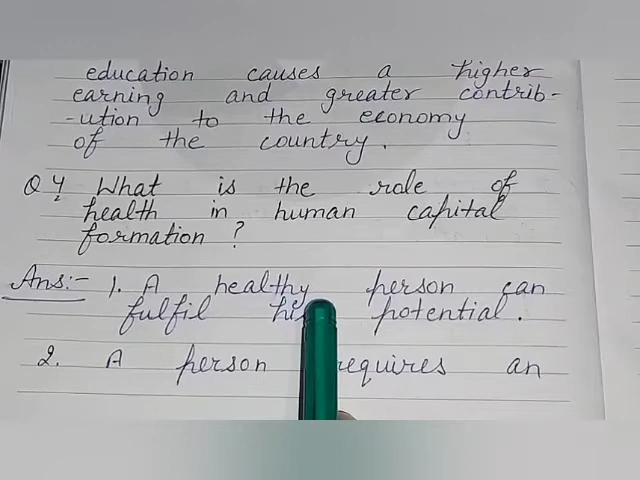 education causes a higher
earning and greater contrib-
-ution to the economy
of the country.
Q4 What is the role of
health in human capital
formation ?
Ans:- 1. A healthy person can
fulfil his potential.
2. A person requires an